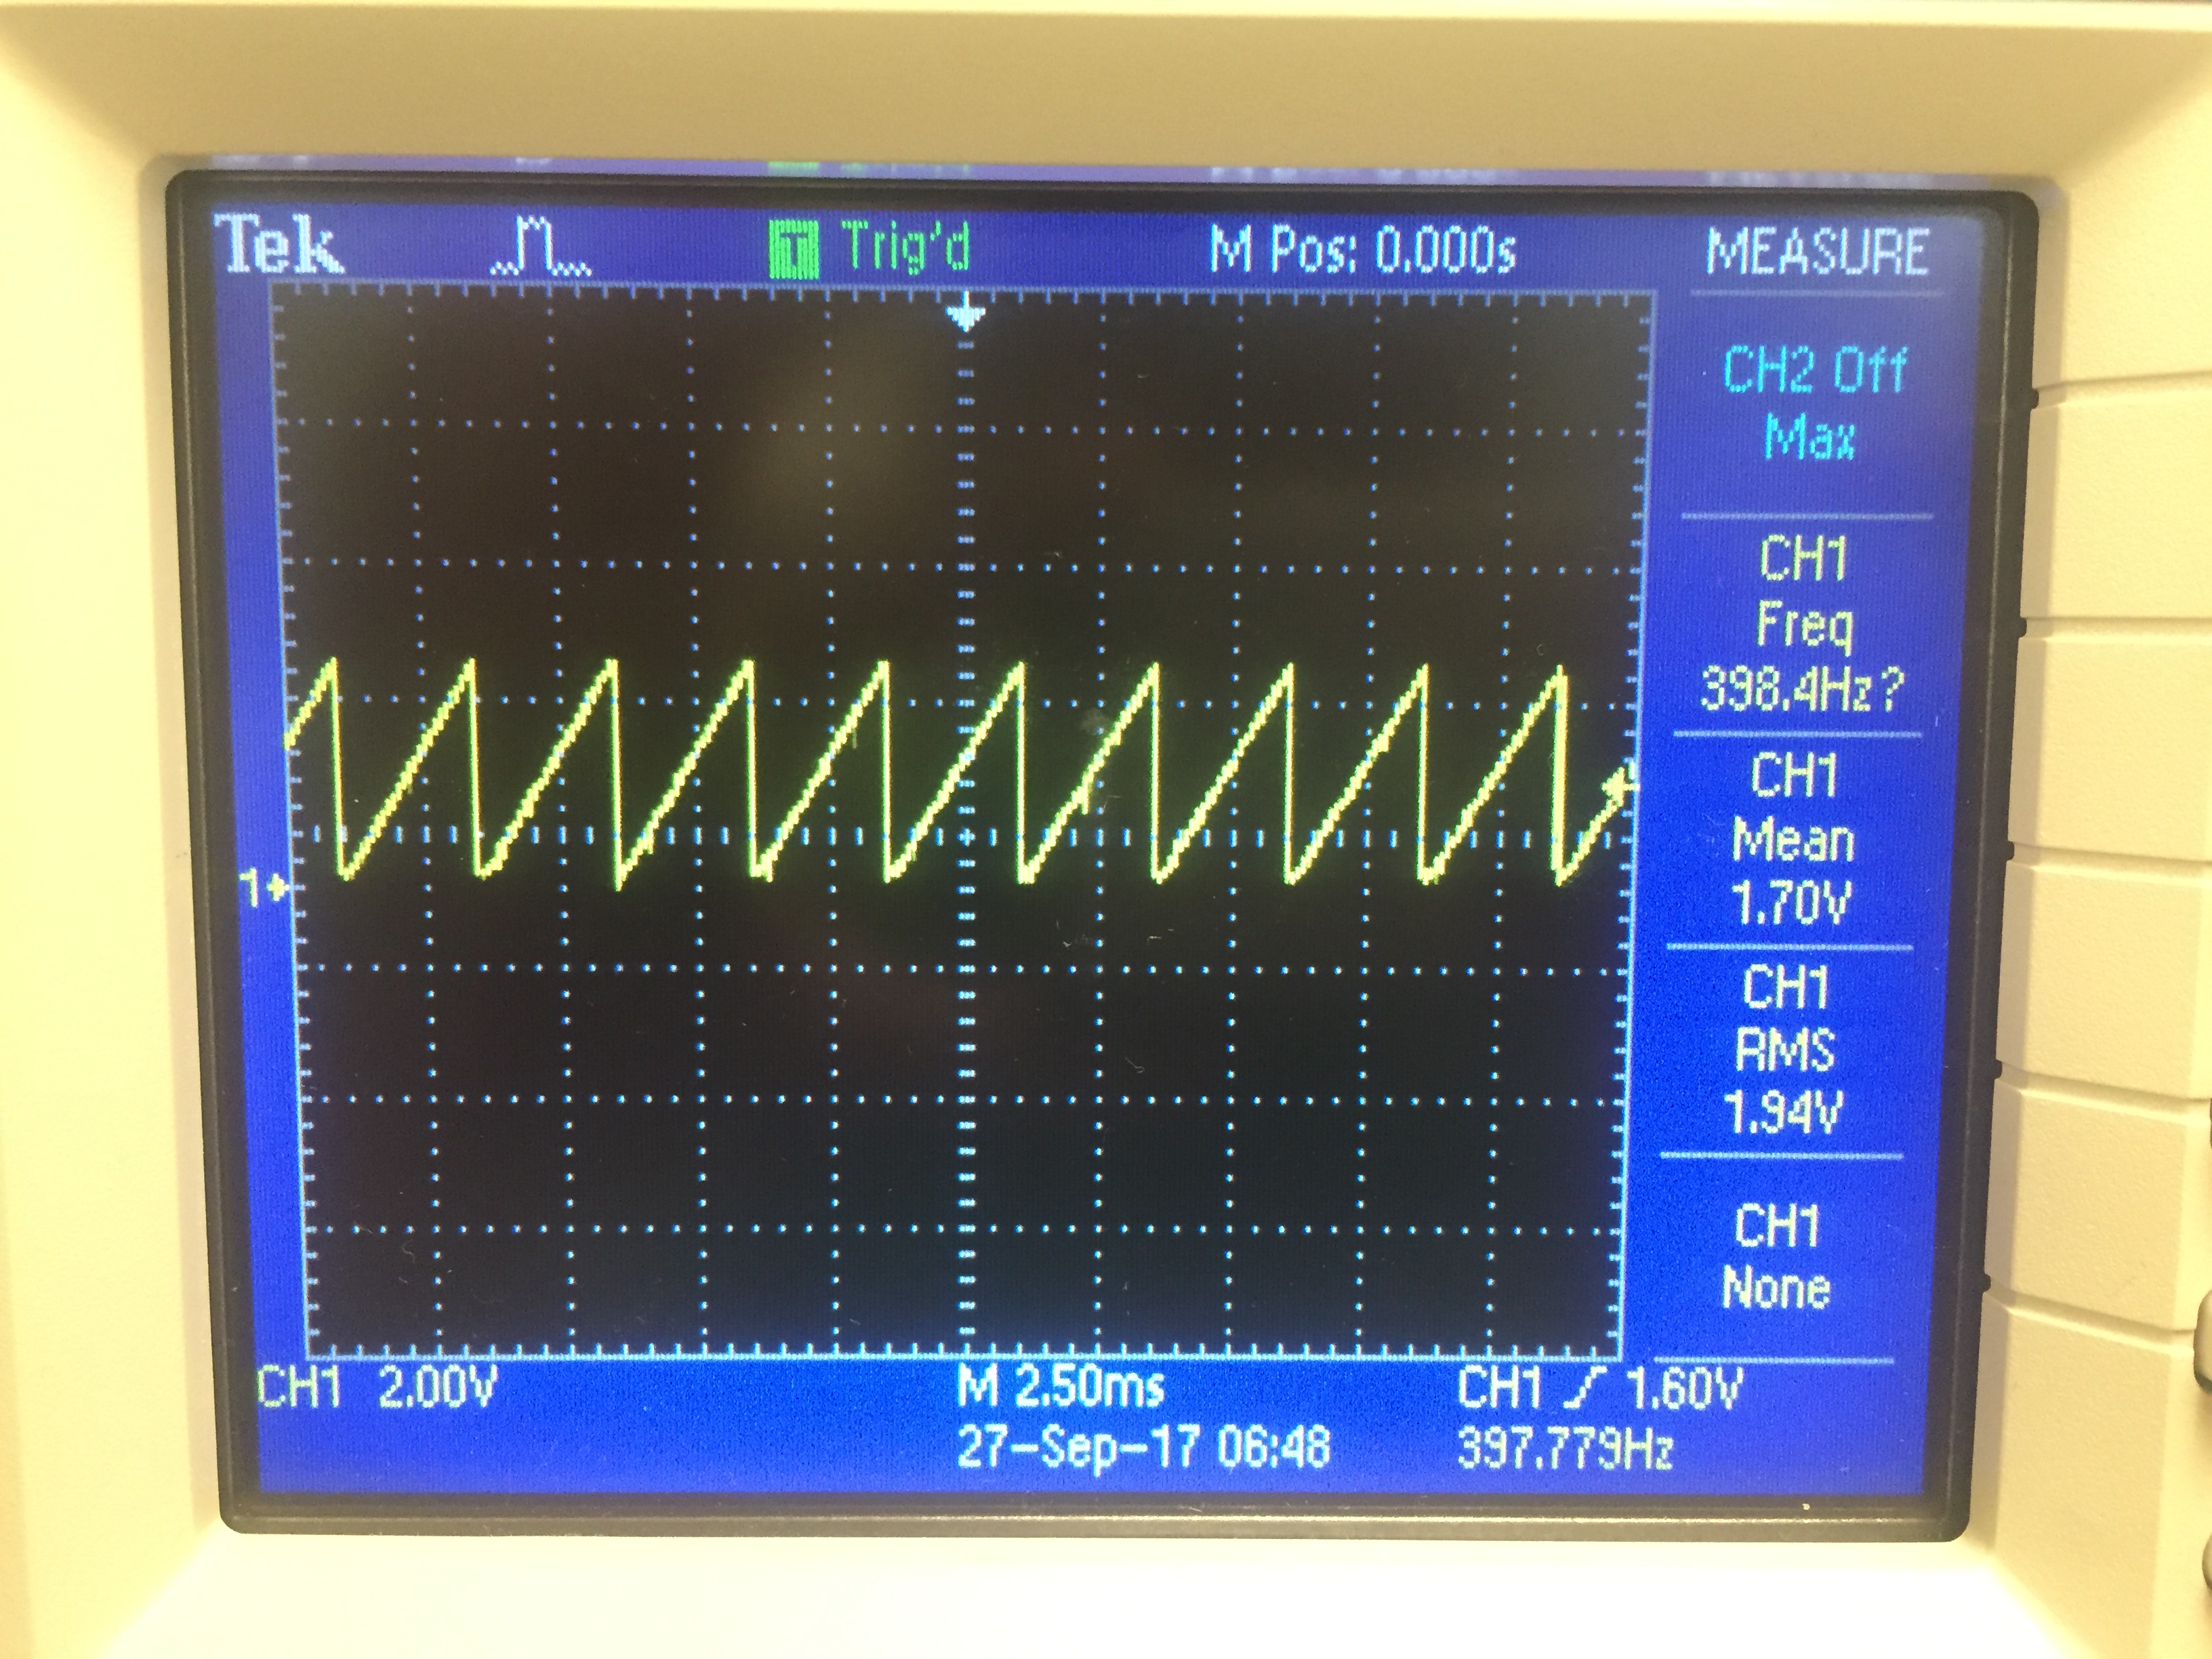 Tek T Trig'd M Pos: 0.000s MEASURE
CH2 Off
Max
CH1
Freq
398.4Hz?
CH1
Mean
1.70V
CH1
RMS
1.94V
CH1
None
1
CH1 2.00V M 2.50ms CH1 1.60V
27-Sep-17 06:48 397.779Hz